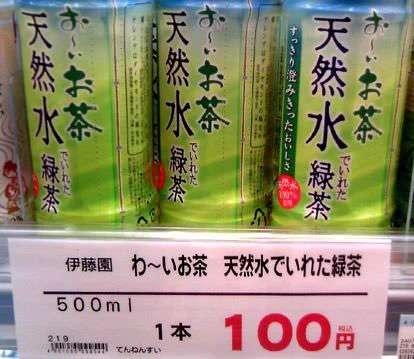 お～いお茶
天然水
でいれた
緑茶
お～いお茶
天然水
でいれた
緑茶
お～いお茶
天然水
でいれた
緑茶
すっきり澄みきったおいしさ
伊藤園 わ～いお茶 天然水でいれた緑茶
500ml
1本 100円
税込
219
てんねんすい